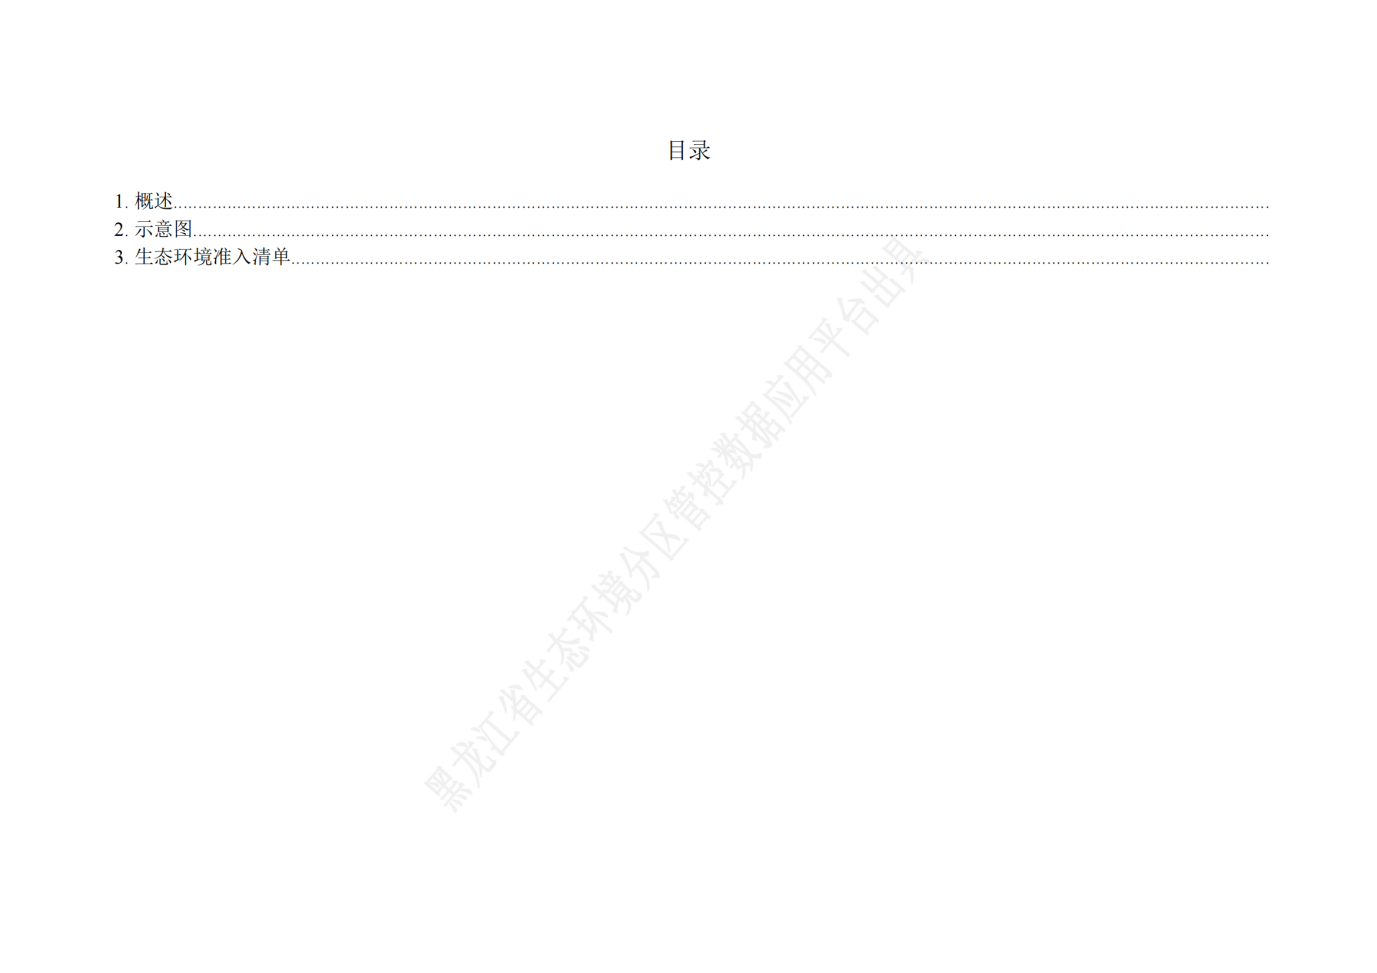 目录
1. 概述................................................................................
2. 示意图................................................................................
3. 生态环境准入清单................................................................................
黑龙江省生态环境分区管控数据应用平台出具